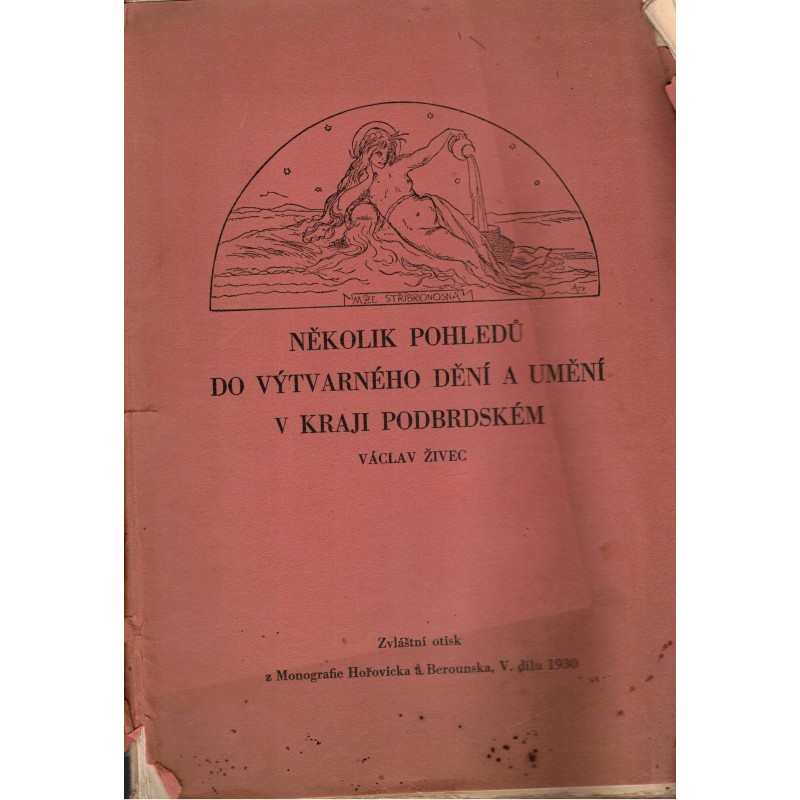 MŽE STŘÍBRONOSNÁ
NĚKOLIK POHLEDŮ
DO VÝTVARNÉHO DĚNÍ A UMĚNÍ
V KRAJI PODBRDSKÉM
VÁCLAV ŽIVEC
Zvláštní otisk
z Monografie Hořovicka a Berounska, V. dílu 1930